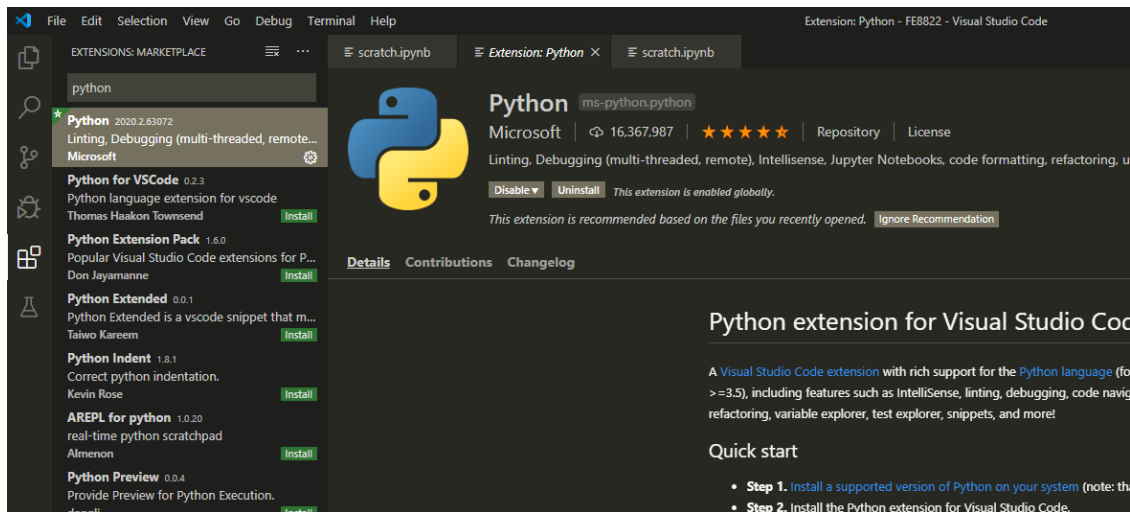 File Edit Selection View Go Debug Terminal Help
Extension: Python - FE8822 - Visual Studio Code
EXTENSIONS: MARKETPLACE
python
Python 2020.2.63072
Linting, Debugging (multi-threaded, remote...
Microsoft
Python for VSCode 0.2.3
Python language extension for vscode
Thomas Haakon Townsend Install
Python Extension Pack 1.6.0
Popular Visual Studio Code extensions for P...
Don Jayamanne Install
Python Extended 0.0.1
Python Extended is a vscode snippet that m...
Taiwo Kareem Install
Python Indent 1.8.1
Correct python indentation.
Kevin Rose Install
AREPL for python 1.0.20
real-time python scratchpad
Almenon Install
Python Preview 0.0.4
Provide Preview for Python Execution.
scratch.ipynb Extension: Python scratch.ipynb
Python ms-python.python
Microsoft 16,367,987 Repository License
Linting, Debugging (multi-threaded, remote), Intellisense, Jupyter Notebooks, code formatting, refactoring, u
Disable Uninstall This extension is enabled globally.
This extension is recommended based on the files you recently opened. Ignore Recommendation
Details Contributions Changelog
Python extension for Visual Studio Cod
A Visual Studio Code extension with rich support for the Python language (fo
>=3.5), including features such as IntelliSense, linting, debugging, code navig
refactoring, variable explorer, test explorer, snippets, and more!
Quick start
Step 1. Install a supported version of Python on your system (note: tha
Step 2. Install the Python extension for Visual Studio Code.